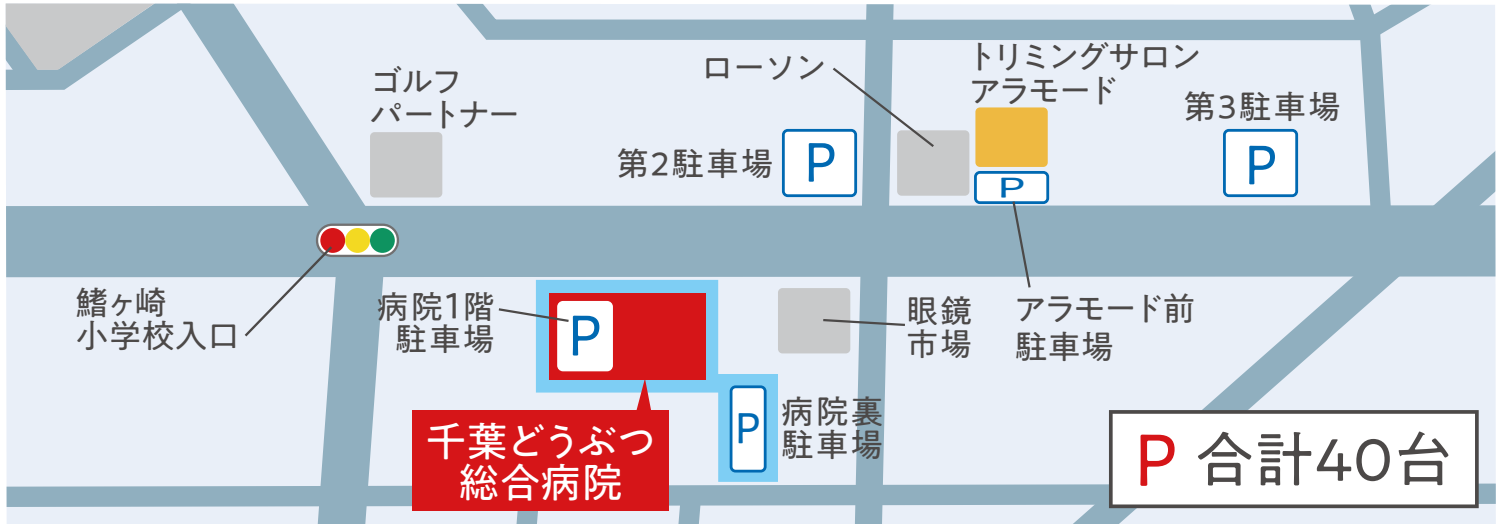 ゴルフ
パートナー
ローソン
トリミングサロン
アラモード
第2駐車場
P
P
第3駐車場
P
鰭ヶ崎
小学校入口
病院1階
駐車場
P
眼鏡
市場
アラモード前
駐車場
P
病院裏
駐車場
千葉どうぶつ
総合病院
P 合計40台